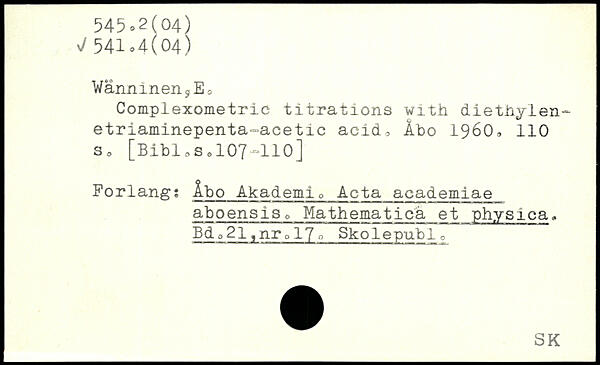 545.2(04)
√ 541.4(04)
Wånninen,E.
Complexometric titrations with diethylen-
etriaminepenta-acetic acid. Åbo 1960. 110
s. [Bibl.s.107-110]
Forlang: Åbo Akademi. Acta academiae
aboensis. Mathematica et physica.
Bd.21,nr.17. Skolepubl.
SK